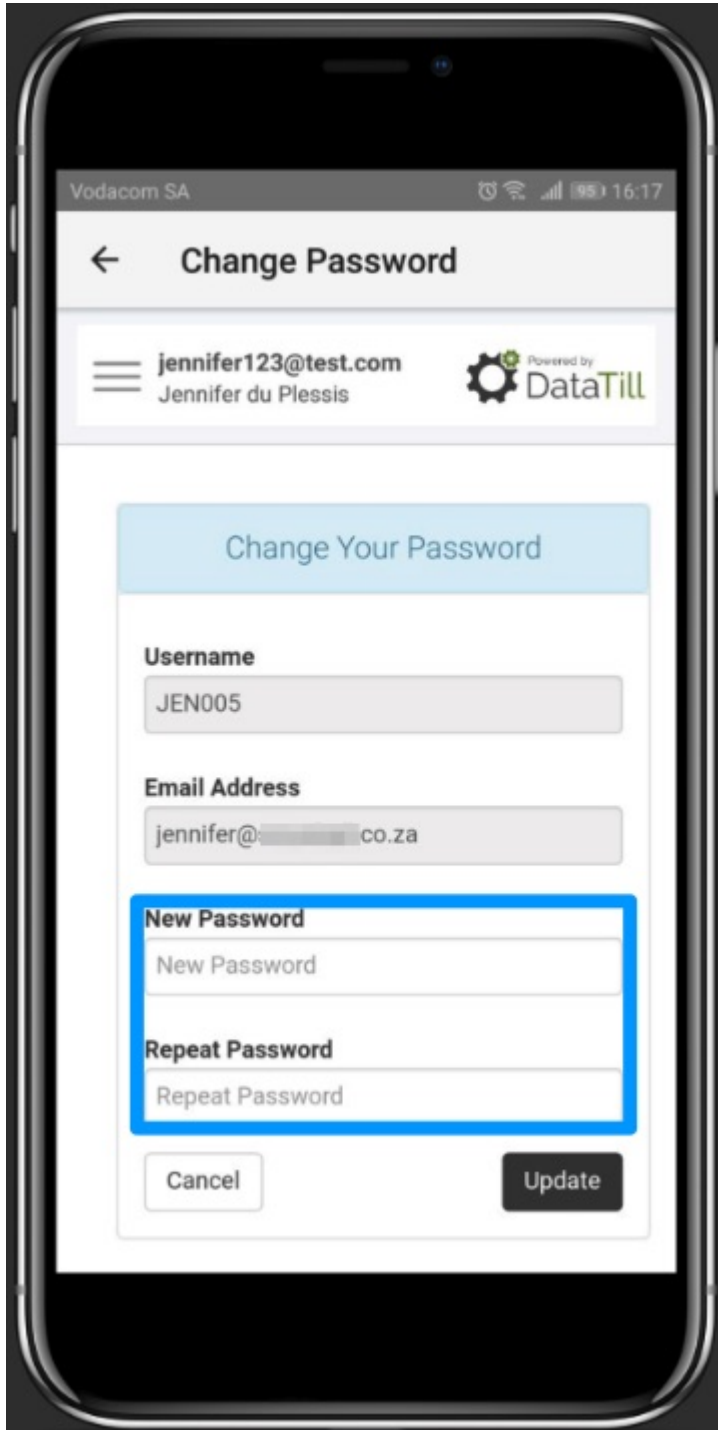 Vodacom SA 95 16:17
Change Password
jennifer123@test.com
Jennifer du Plessis
Powered by
DataTill
Change Your Password
Username
JEN005
Email Address
jennifer@ co.za
New Password
New Password
Repeat Password
Repeat Password
Cancel Update